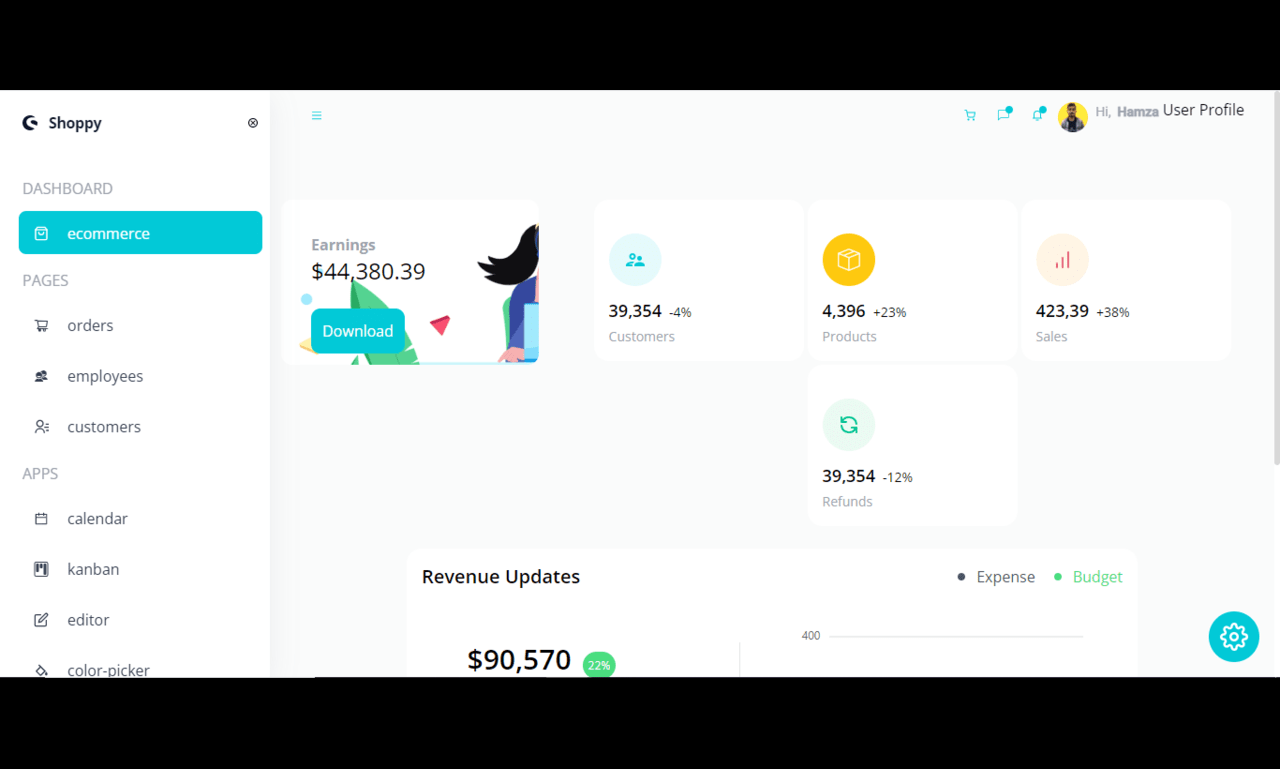 Shoppy
Hi, Hamza User Profile
DASHBOARD
ecommerce
PAGES
orders
employees
customers
APPS
calendar
kanban
editor
color-picker
Earnings
$44,380.39
Download
39,354 -4%
Customers
4,396 +23%
Products
423,39 +38%
Sales
39,354 -12%
Refunds
Revenue Updates
Expense
Budget
$90,570 22%
400